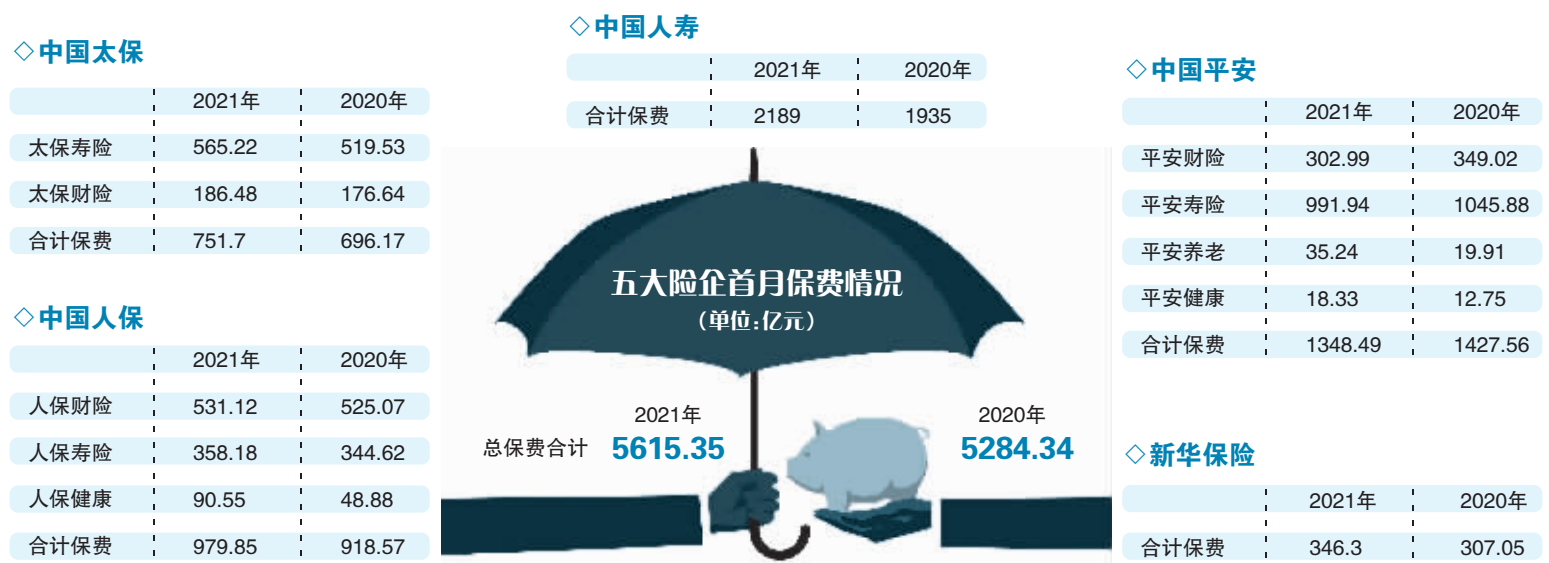 ◇中国太保
2021年 2020年
太保寿险 565.22 519.53
太保财险 186.48 176.64
合计保费 751.7 696.17
◇中国人保
2021年 2020年
人保财险 531.12 525.07
人保寿险 358.18 344.62
人保健康 90.55 48.88
合计保费 979.85 918.57
◇中国人寿
2021年 2020年
合计保费 2189 1935
五大险企首月保费情况
(单位:亿元)
2021年 2020年
总保费合计 5615.35 5284.34
◇中国平安
2021年 2020年
平安财险 302.99 349.02
平安寿险 991.94 1045.88
平安养老 35.24 19.91
平安健康 18.33 12.75
合计保费 1348.49 1427.56
◇新华保险
2021年 2020年
合计保费 346.3 307.05